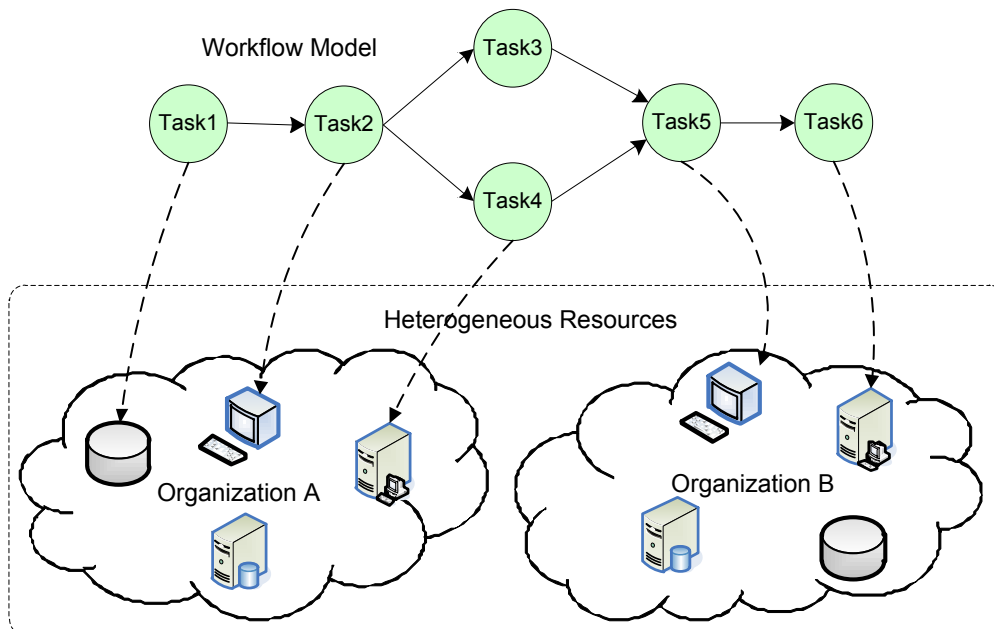 Workflow Model
Task3
Task1
Task2
Task5
Task6
Task4
Heterogeneous Resources
Organization A
Organization B